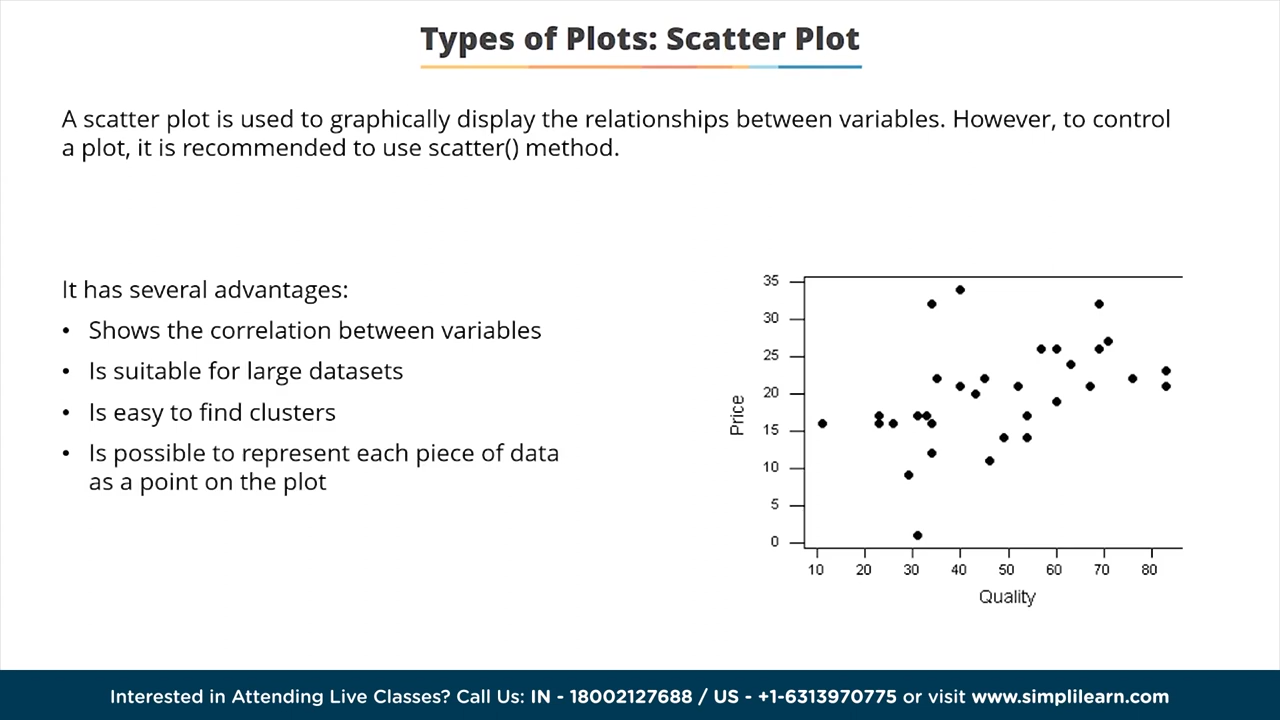 Types of Plots: Scatter Plot
A scatter plot is used to graphically display the relationships between variables. However, to control
a plot, it is recommended to use scatter() method.
It has several advantages:
• Shows the correlation between variables
• Is suitable for large datasets
• Is easy to find clusters
• Is possible to represent each piece of data
as a point on the plot
35
30
25
20
15
10
5
0
Price
10 20 30 40 50 60 70 80
Quality
Interested in Attending Live Classes? Call Us: IN - 18002127688 / US - +1-6313970775 or visit www.simplilearn.com